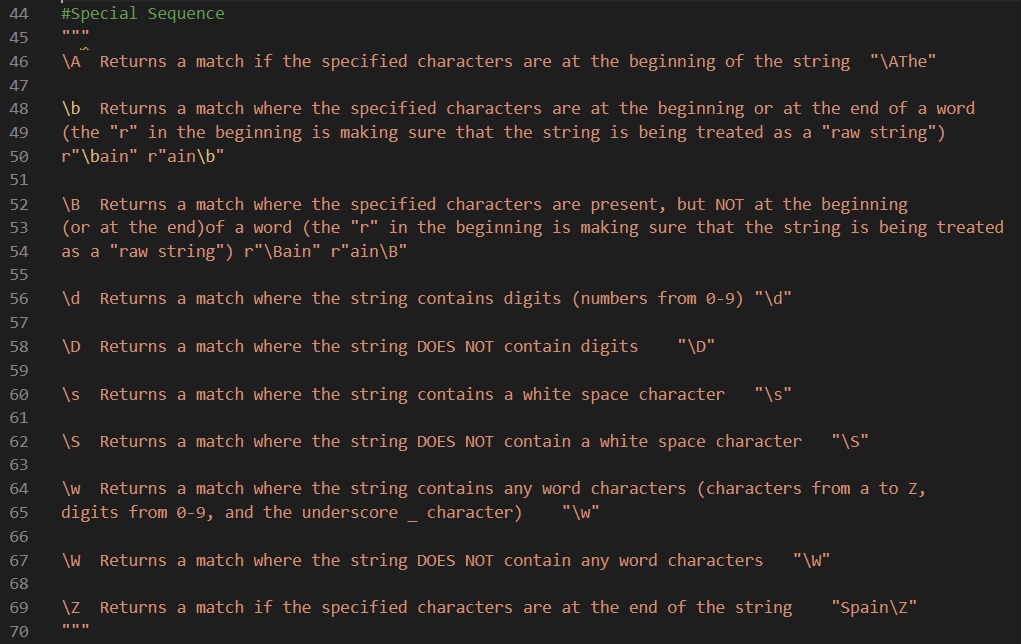 44 #Special Sequence
45 """
46 \A  Returns a match if the specified characters are at the beginning of the string  "\AThe"
47
48 \b  Returns a match where the specified characters are at the beginning or at the end of a word
49 (the "r" in the beginning is making sure that the string is being treated as a "raw string")
50 r"\bain" r"ain\b"
51
52 \B  Returns a match where the specified characters are present, but NOT at the beginning
53 (or at the end)of a word (the "r" in the beginning is making sure that the string is being treated
54 as a "raw string") r"\Bain" r"ain\B"
55
56 \d  Returns a match where the string contains digits (numbers from 0-9) "\d"
57
58 \D  Returns a match where the string DOES NOT contain digits    "\D"
59
60 \s  Returns a match where the string contains a white space character   "\s"
61
62 \S  Returns a match where the string DOES NOT contain a white space character   "\S"
63
64 \w  Returns a match where the string contains any word characters (characters from a to Z,
65 digits from 0-9, and the underscore _ character)    "\w"
66
67 \W  Returns a match where the string DOES NOT contain any word characters   "\W"
68
69 \Z  Returns a match if the specified characters are at the end of the string    "Spain\Z"
70 """